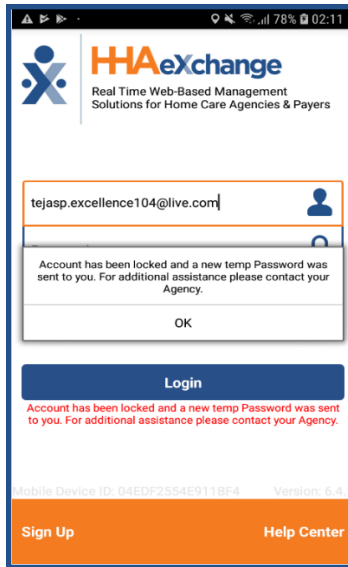 78% 02:11
HHAeXchange
Real Time Web-Based Management
Solutions for Home Care Agencies & Payers
tejasp.excellence104@live.com
Account has been locked and a new temp Password was
sent to you. For additional assistance please contact your
Agency.
OK
Login
Account has been locked and a new temp Password was sent
to you. For additional assistance please contact your Agency.
Mobile Device ID: 04EDF2554E9118F4 Version: 6.4.
Sign Up Help Center